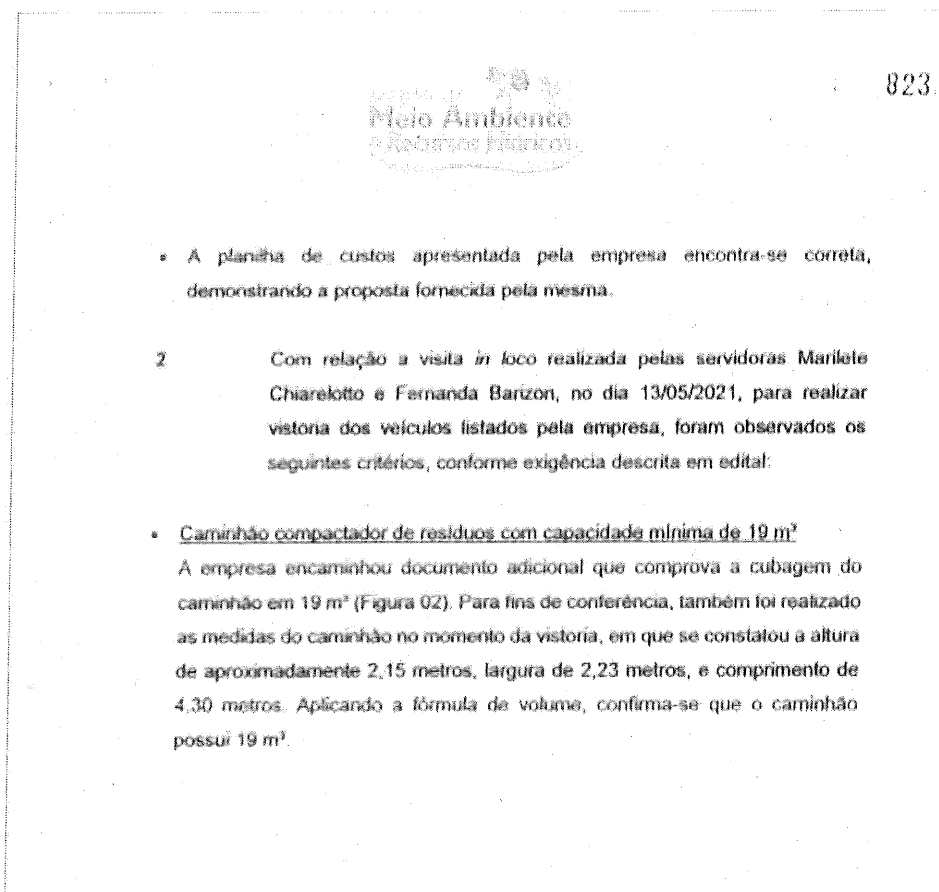 823
Meio Ambiente
e Recursos Hídricos
• A planilha de custos apresentada pela empresa encontra-se correta,
demonstrando a proposta fornecida pela mesma.
2 Com relação a visita in loco realizada pelas servidoras Marilete
Chiarelotto e Fernanda Barizon, no dia 13/05/2021, para realizar
vistoria dos veículos listados pela empresa, foram observados os
seguintes critérios, conforme exigência descrita em edital:
• Caminhão compactador de resíduos com capacidade mínima de 19 m³
A empresa encaminhou documento adicional que comprova a cubagem do
caminhão em 19 m³ (Figura 02). Para fins de conferência, também foi realizado
as medidas do caminhão no momento da vistoria, em que se constatou a altura
de aproximadamente 2,15 metros, largura de 2,23 metros, e comprimento de
4,30 metros. Aplicando a fórmula de volume, confirma-se que o caminhão
possui 19 m³.